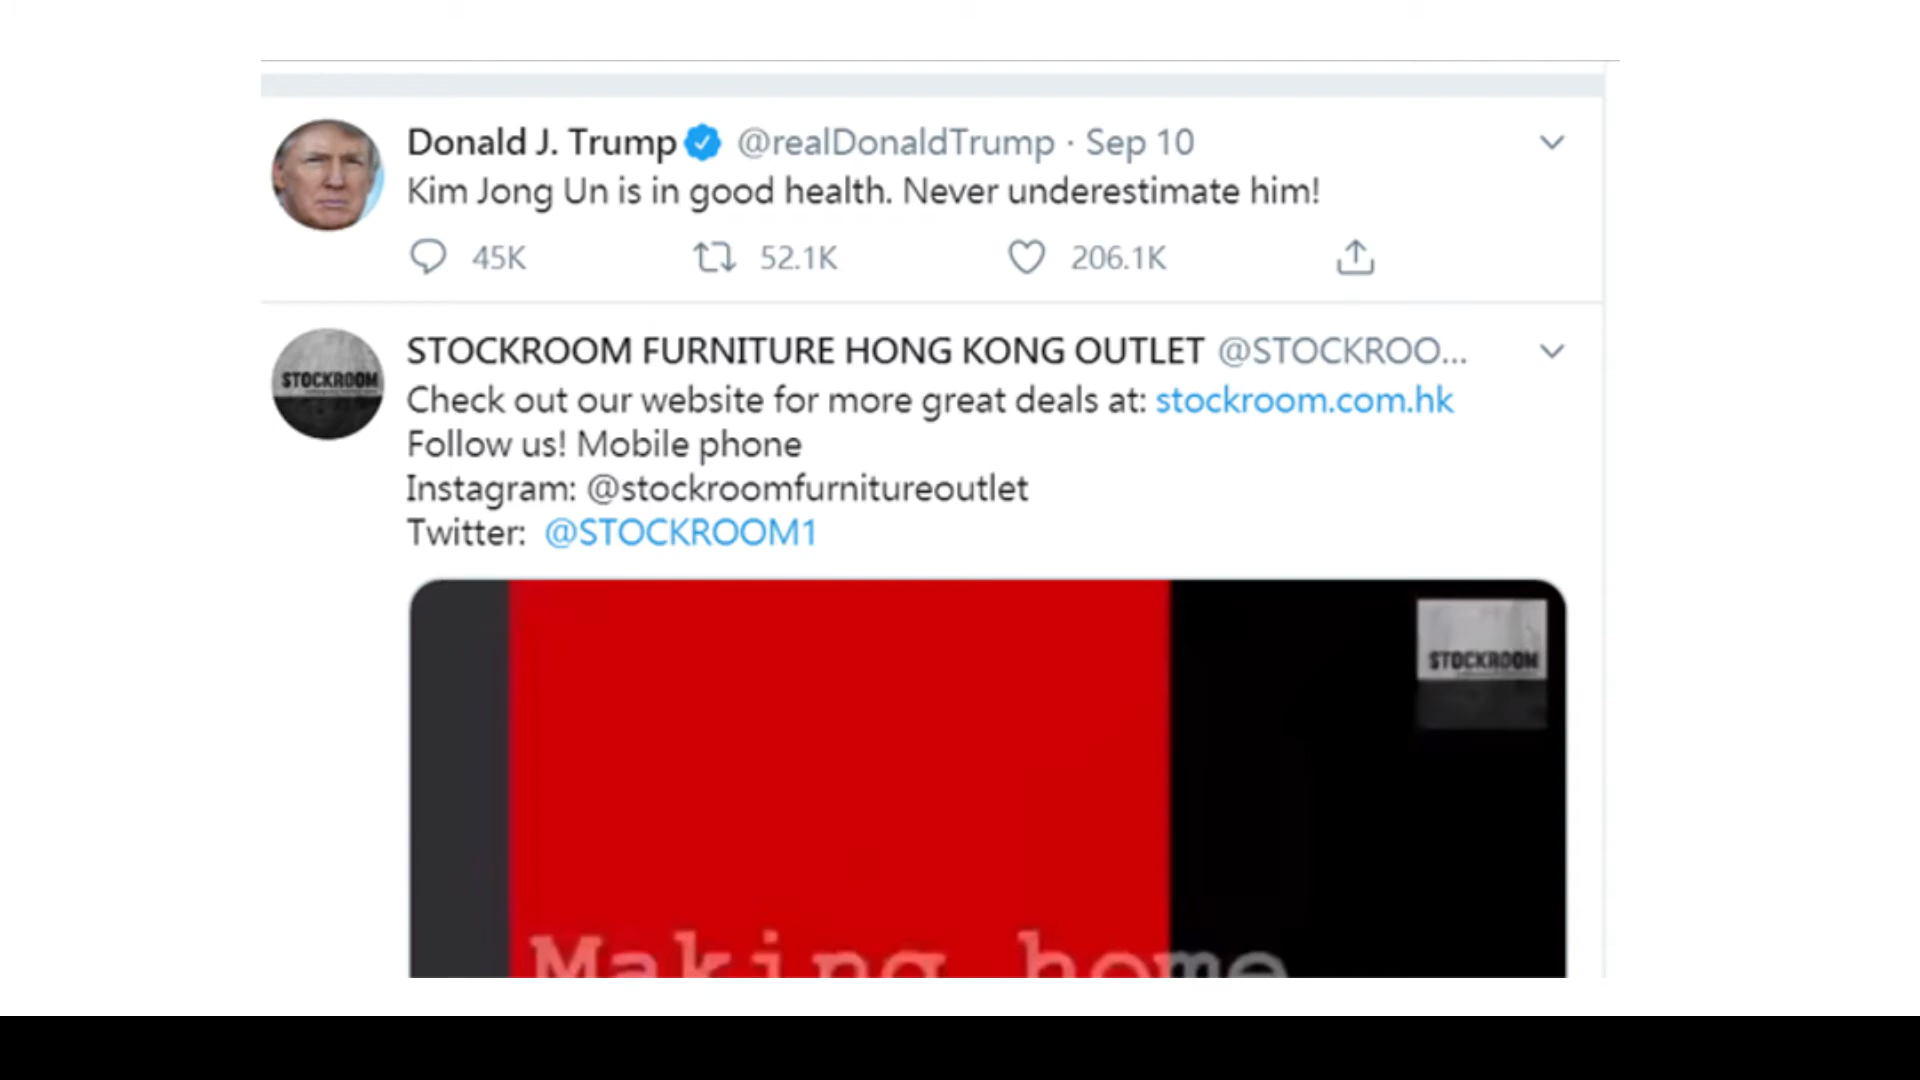 Donald J. Trump @realDonaldTrump · Sep 10
Kim Jong Un is in good health. Never underestimate him!
45K 52.1K 206.1K
STOCKROOM FURNITURE HONG KONG OUTLET @STOCKROO...
STOCKROOM
Check out our website for more great deals at: stockroom.com.hk
Follow us! Mobile phone
Instagram: @stockroomfurnitureoutlet
Twitter: @STOCKROOM1
STOCKROOM
Making home